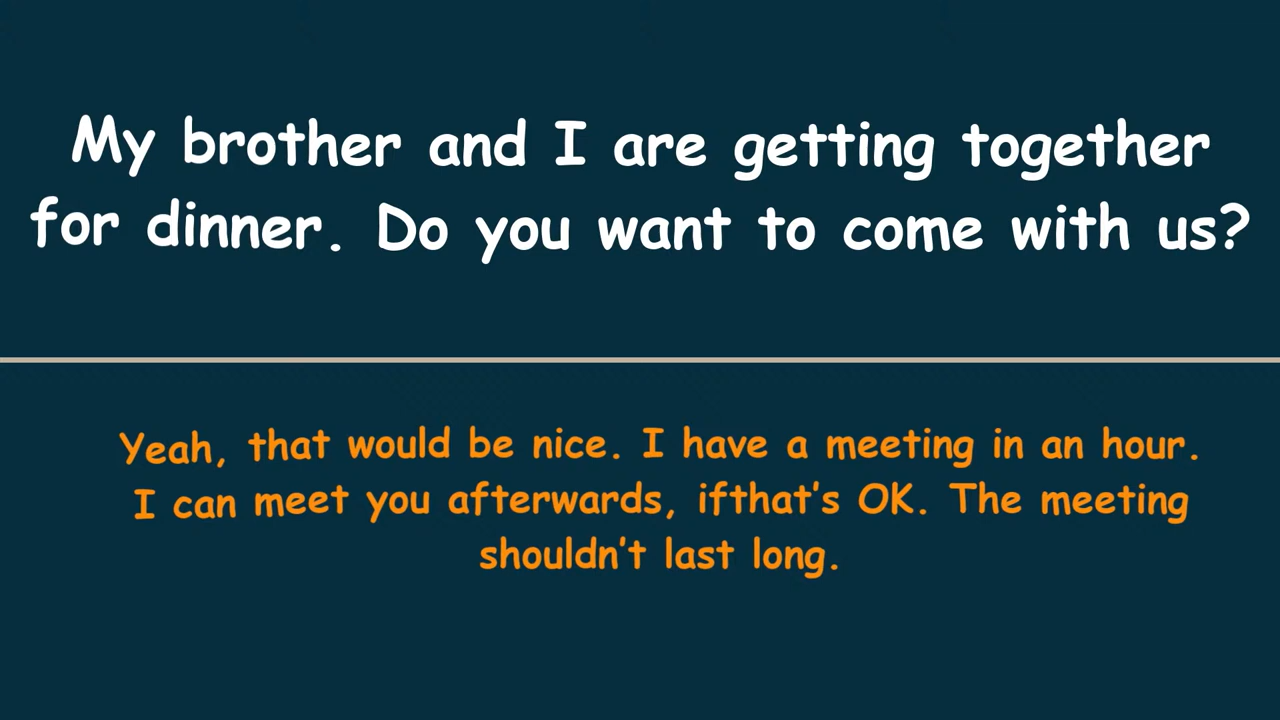 My brother and I are getting together
for dinner. Do you want to come with us?
Yeah, that would be nice. I have a meeting in an hour.
I can meet you afterwards, ifthat's OK. The meeting
shouldn't last long.